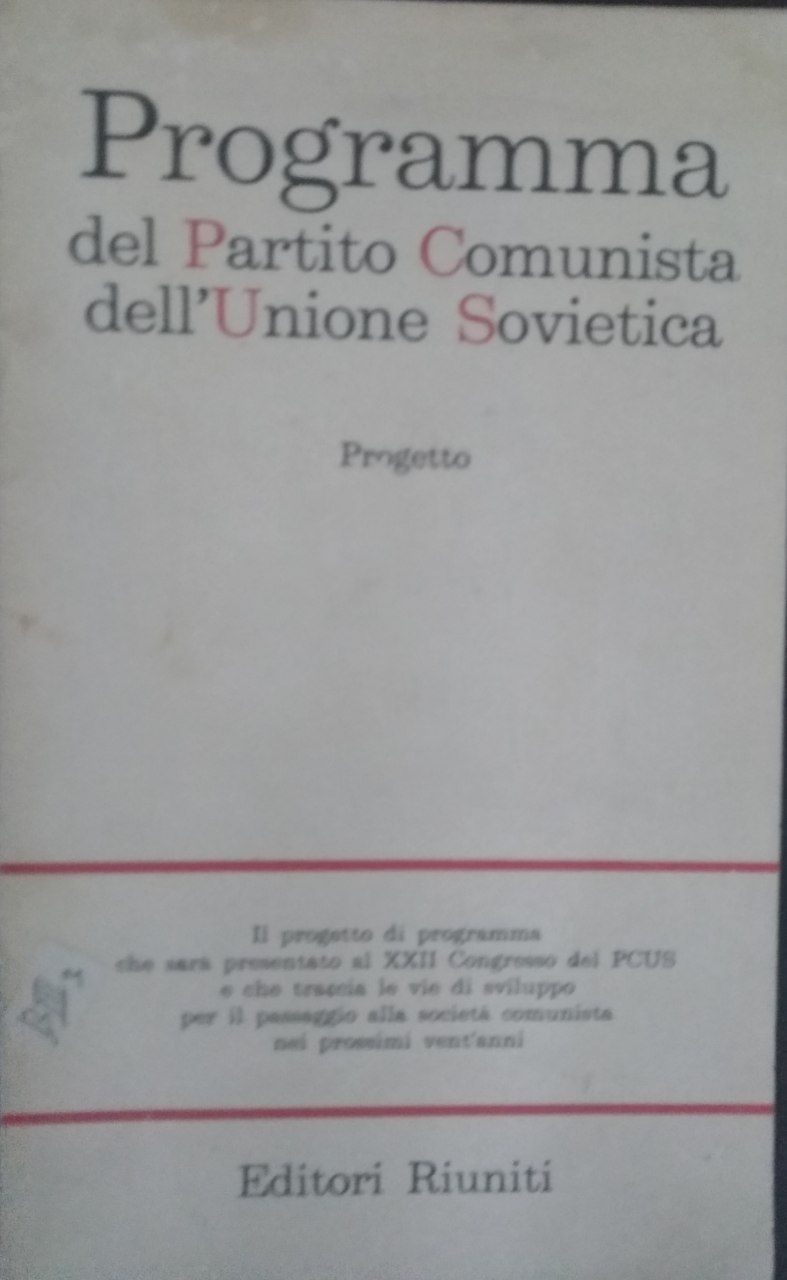 Programma
del Partito Comunista
dell'Unione Sovietica
Progetto
Il progetto di programma
che sarà presentato al XXII Congresso del PCUS
e che traccia le vie di sviluppo
per il passaggio alla società comunista
nei prossimi vent'anni
Editori Riuniti